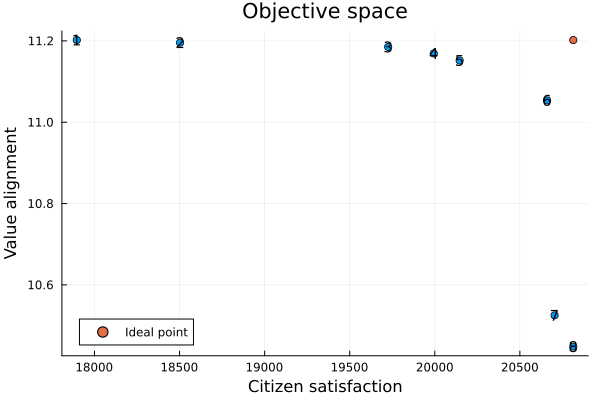 Objective space
Value alignment
11.2
11.0
10.8
10.6
1
2
3
4
5
6
7
8
Ideal point
18000 18500 19000 19500 20000 20500
Citizen satisfaction